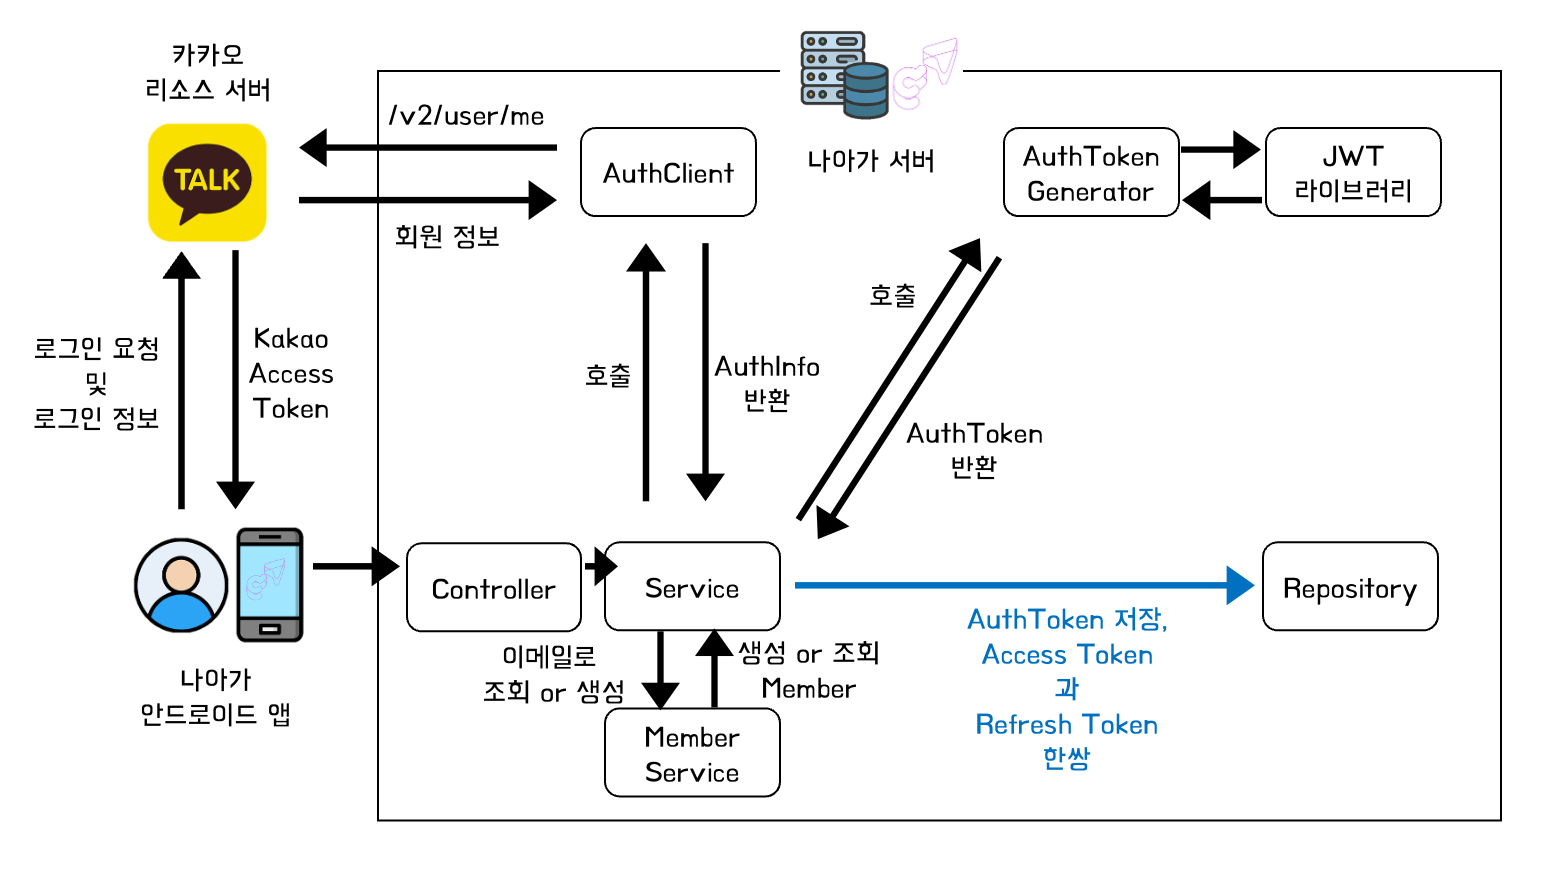 카카오
리소스 서버
TALK
/v2/user/me
회원 정보
AuthClient
나아가 서버
AuthToken
Generator
JWT
라이브러리
로그인 요청
및
로그인 정보
Kakao
Access
Token
호출
AuthInfo
반환
호출
AuthToken
반환
나아가
안드로이드 앱
Controller
Service
Repository
이메일로
조회 or 생성
생성 or 조회
Member
Member
Service
AuthToken 저장,
Access Token
과
Refresh Token
한쌍